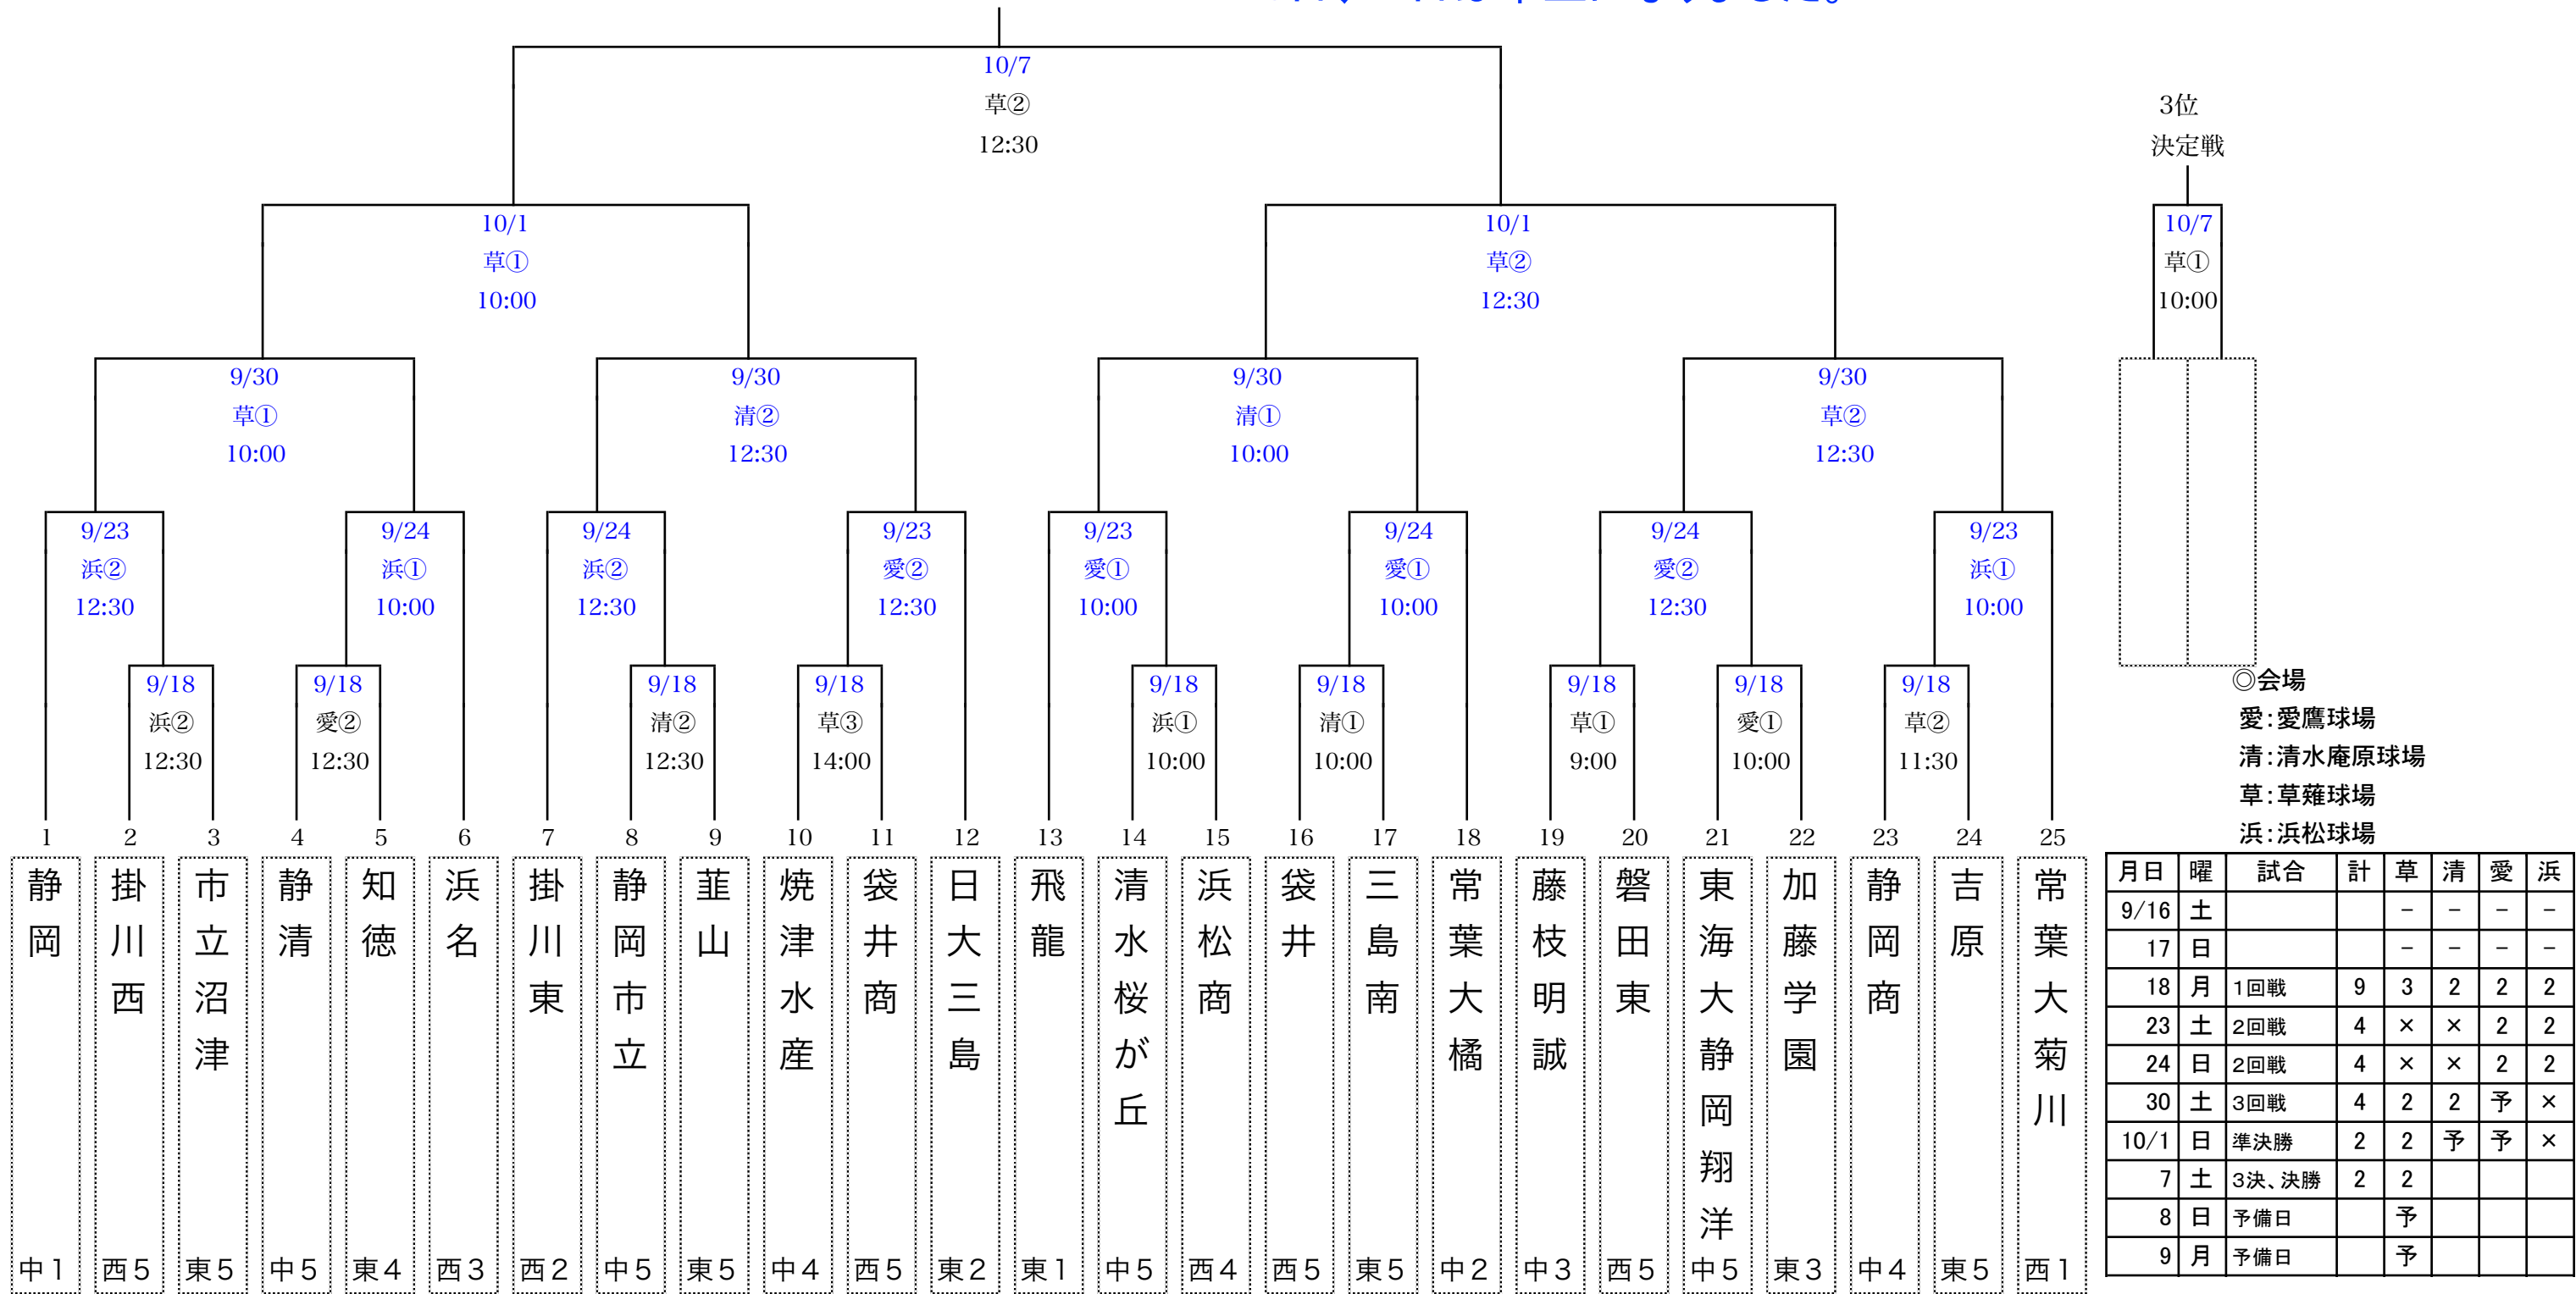 10/7
草②
12:30
3位
決定戦
10/1
草①
10:00
10/1
草②
12:30
10/7
草①
10:00
9/30
草①
10:00
9/30
清②
12:30
9/30
清①
10:00
9/30
草②
12:30
9/23
浜②
12:30
9/24
浜①
10:00
9/24
浜②
12:30
9/23
愛②
12:30
9/23
愛①
10:00
9/24
愛①
10:00
9/24
愛②
12:30
9/23
浜①
10:00
9/18
浜②
12:30
9/18
愛②
12:30
9/18
清②
12:30
9/18
草③
14:00
9/18
浜①
10:00
9/18
清①
10:00
9/18
草①
9:00
9/18
愛①
10:00
9/18
草②
11:30
◎会場
愛:愛鷹球場
清:清水庵原球場
草:草薙球場
浜:浜松球場
1 2 3 4 5 6 7 8 9 10 11 12 13 14 15 16 17 18 19 20 21 22 23 24 25
静岡
掛川西
市立沼津
静清
知徳
浜名
掛川東
静岡市立
韮山
焼津水産
袋井商
日大三島
飛龍
清水桜が丘
浜松商
袋井
三島南
常葉大橘
藤枝明誠
磐田東
東海大静岡翔洋
加藤学園
静岡商
吉原
常葉大菊川
中1 西5 東5 中5 東4 西3 西2 中5 東5 中4 西5 東2 東1 中5 西4 西5 東5 中2 中3 西5 中5 東3 中4 東5 西1
月日 曜 試合 計 草 清 愛 浜
9/16 土 － － － －
17 日 － － － －
18 月 1回戦 9 3 2 2 2
23 土 2回戦 4 × × 2 2
24 日 2回戦 4 × × 2 2
30 土 3回戦 4 2 2 予 ×
10/1 日 準決勝 2 2 予 予 ×
7 土 3決、決勝 2 2
8 日 予備日 予
9 月 予備日 予